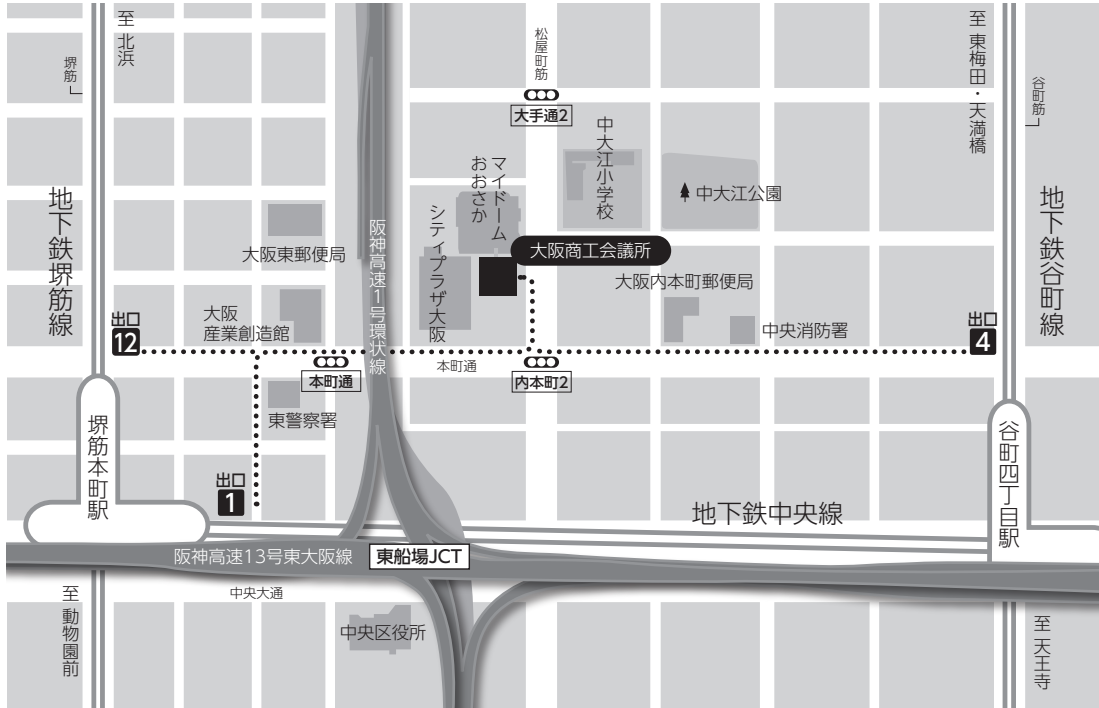 至 北浜
堺筋
松屋町筋
至 東梅田・天満橋
谷町筋
大手通2
中大江小学校
マイドーム
おおさか
中大江公園
地下鉄堺筋線
地下鉄谷町線
シティプラザ大阪
阪神高速1号環状線
大阪東郵便局
大阪商工会議所
大阪内本町郵便局
大阪
産業創造館
出口
12
中央消防署
出口
4
本町通
本町通
内本町2
東警察署
堺筋本町駅
谷町四丁目駅
出口
1
地下鉄中央線
阪神高速13号東大阪線
東船場JCT
中央大通
至 動物園前
中央区役所
至 天王寺